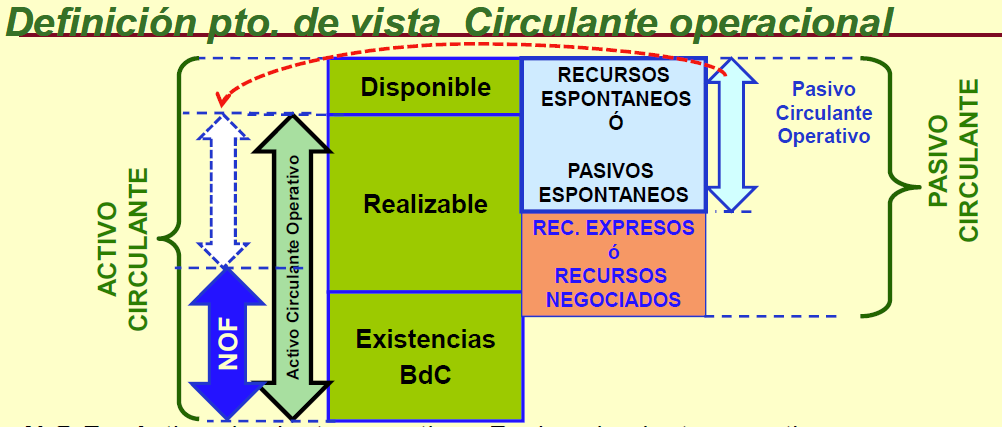 Definición pto. de vista Circulante operacional
ACTIVO
CIRCULANTE
NOF
Activo Circulante Operativo
Disponible
Realizable
Existencias
BdC
RECURSOS
ESPONTANEOS
Ó
PASIVOS
ESPONTANEOS
REC. EXPRESOS
ó
RECURSOS
NEGOCIADOS
Pasivo
Circulante
Operativo
PASIVO
CIRCULANTE